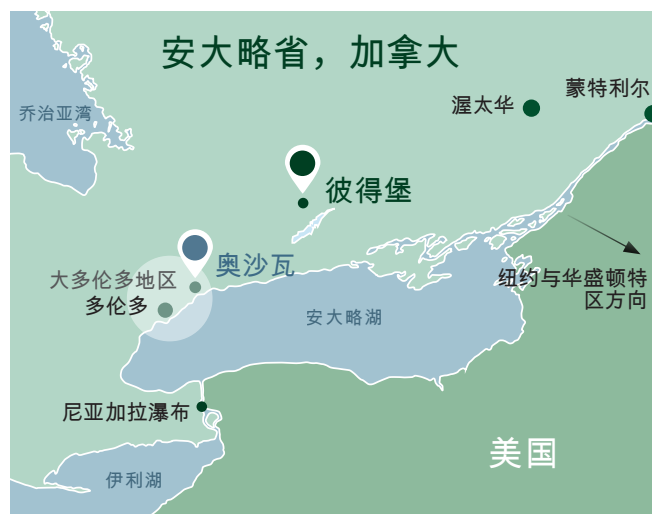 安大略省，加拿大
蒙特利尔
渥太华
乔治亚湾
彼得堡
奥沙瓦
大多伦多地区
多伦多
纽约与华盛顿特
区方向
安大略湖
尼亚加拉瀑布
美国
伊利湖